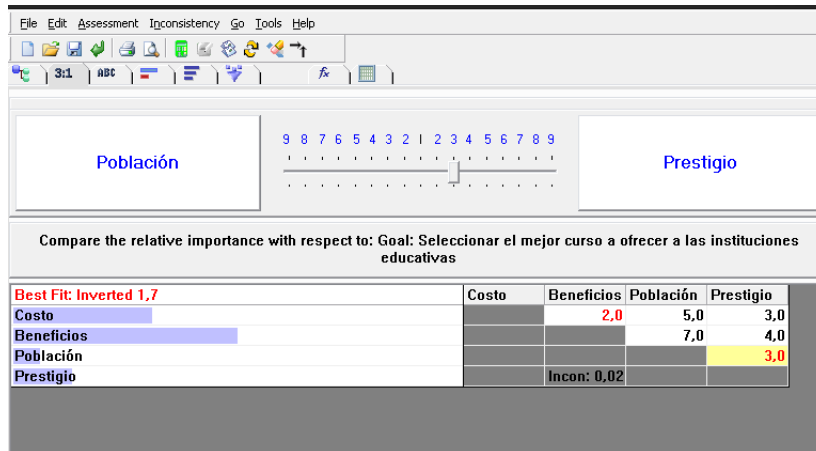 File Edit Assessment Inconsistency Go Tools Help
3:1 ABC fx
9 8 7 6 5 4 3 2 | 2 3 4 5 6 7 8 9
Población Prestigio
Compare the relative importance with respect to: Goal: Seleccionar el mejor curso a ofrecer a las instituciones
educativas
Best Fit: Inverted 1,7 Costo Beneficios Población Prestigio
Costo 2,0 5,0 3,0
Beneficios 7,0 4,0
Población 3,0
Prestigio Incon: 0,02